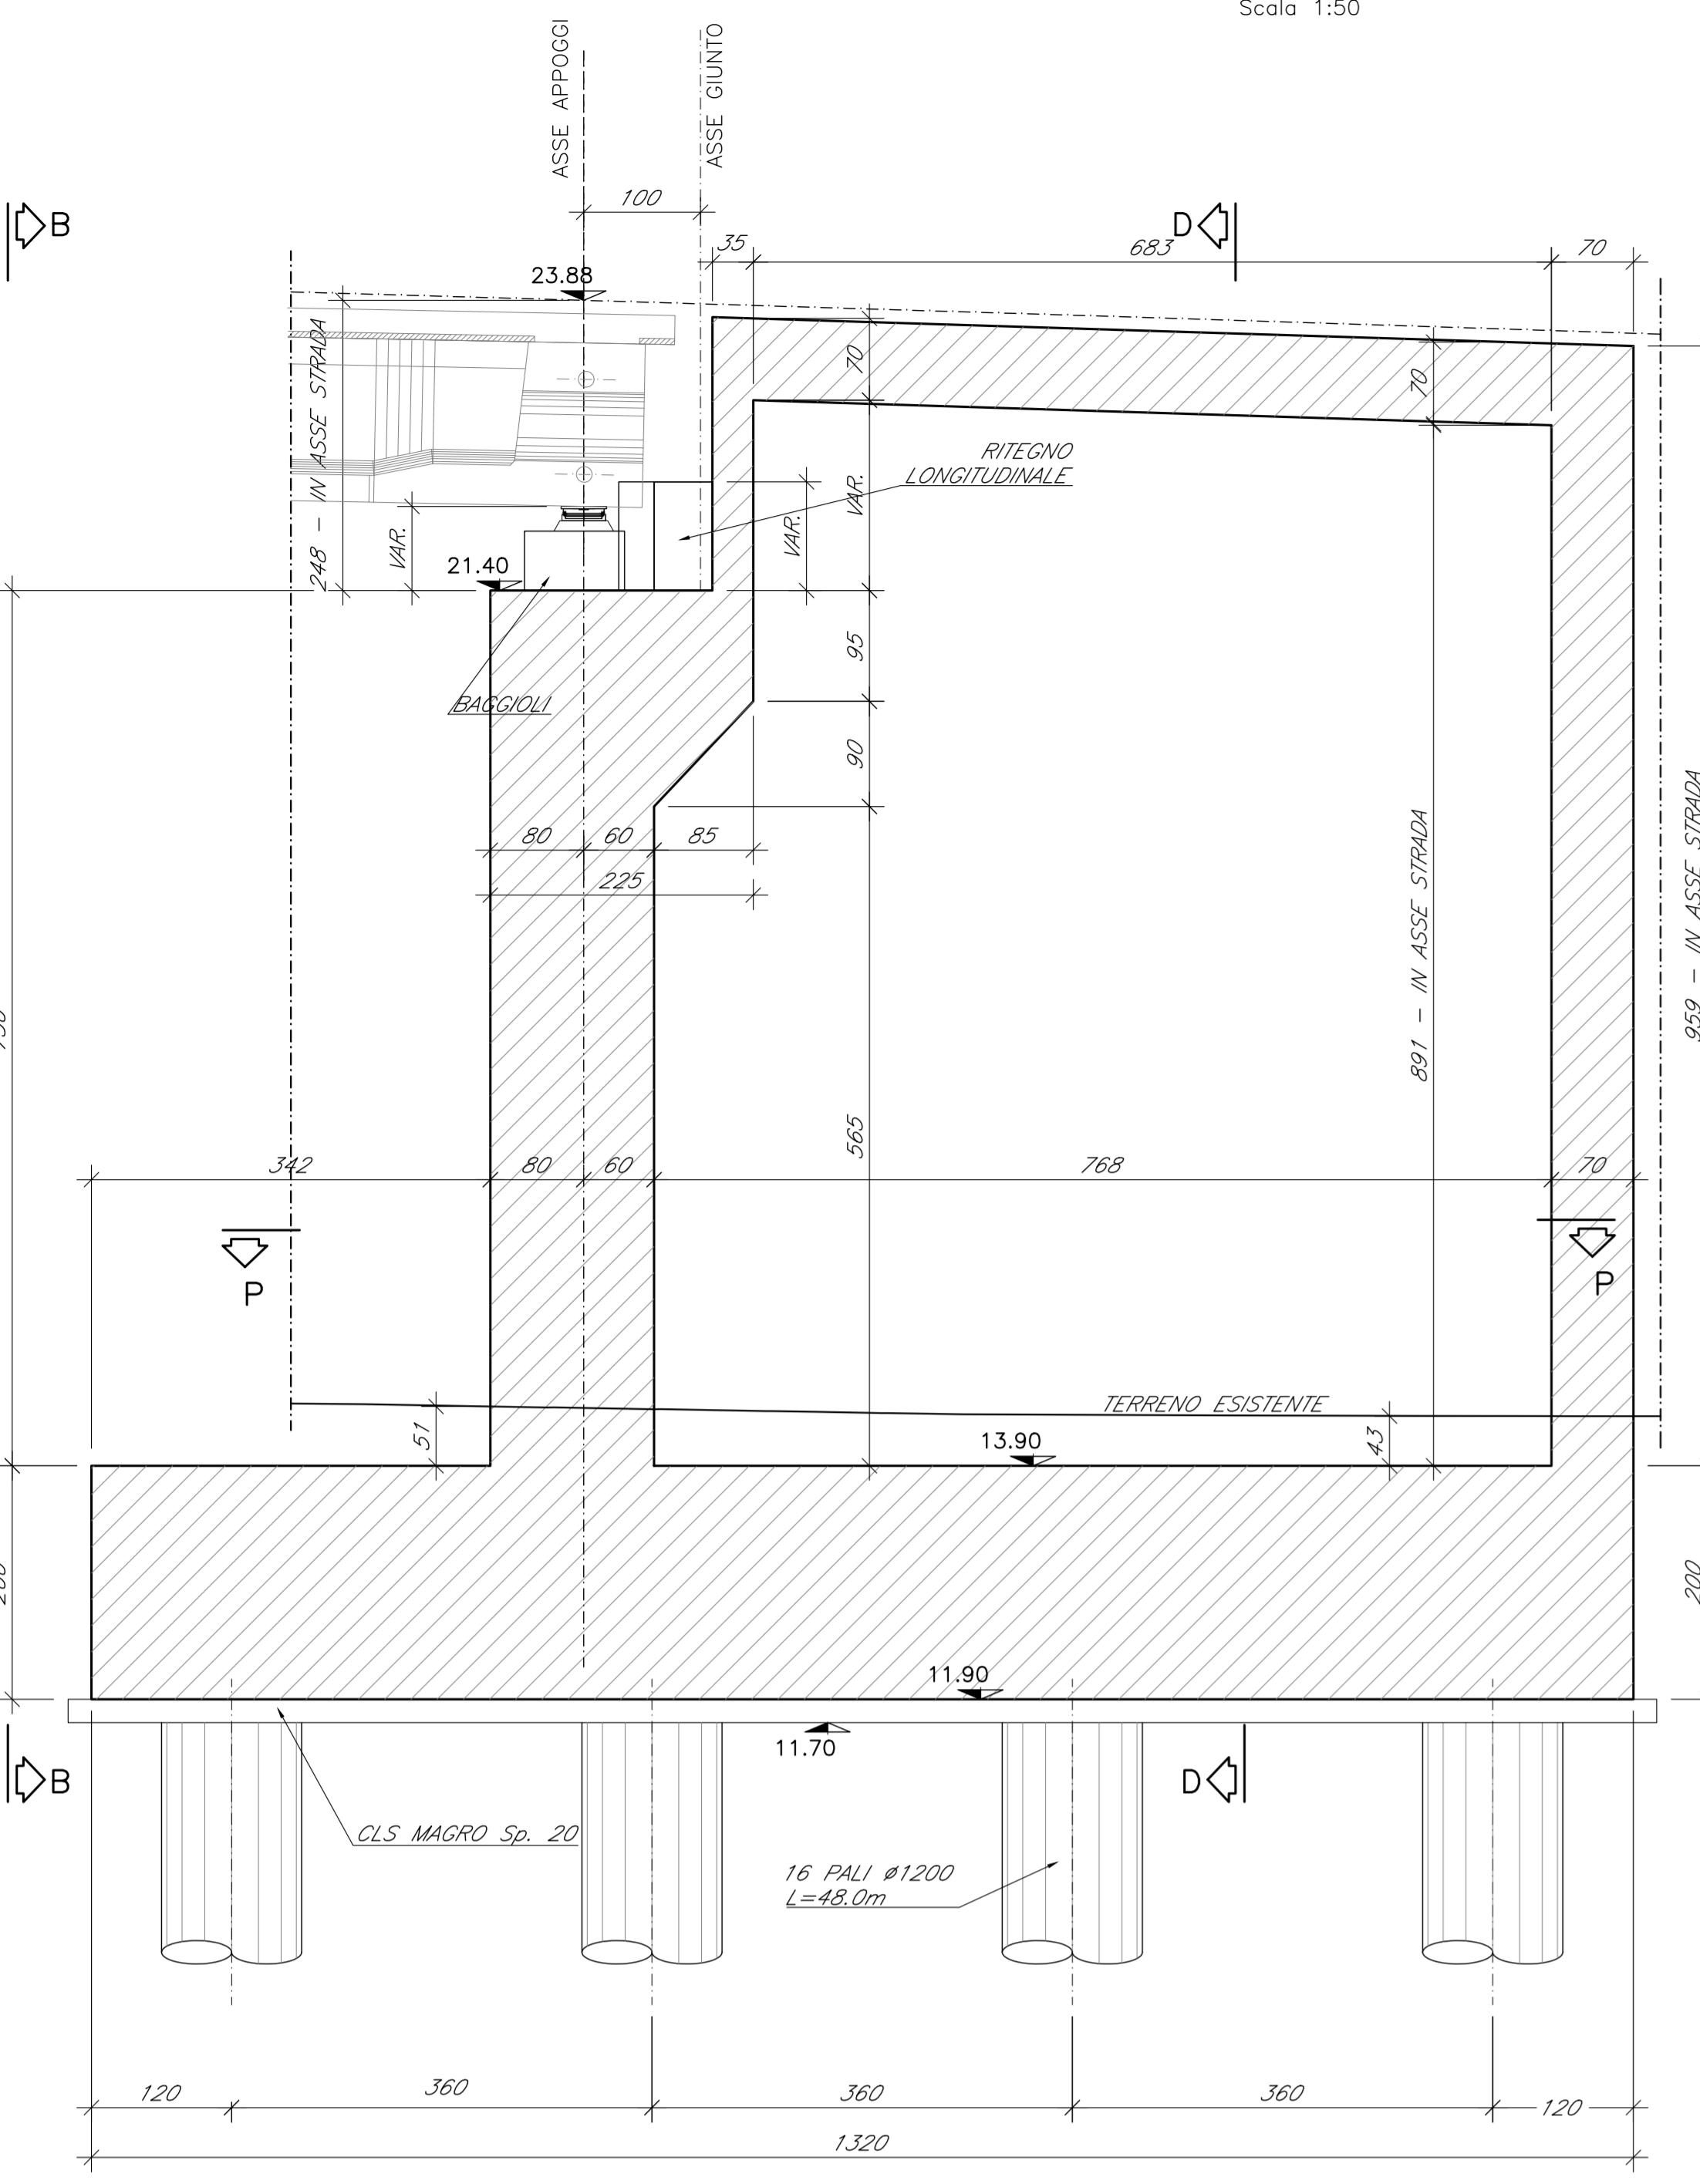 Scala 1:50
ASSE APPOGGI
ASSE GIUNTO
100
B
D
35
683
70
23.88
248 - IN ASSE STRADA
70
70
RITEGNO
LONGITUDINALE
VAR.
VAR.
VAR.
21.40
95
BAGGIOLI
90
80
60
85
225
891 - IN ASSE STRADA
959 - IN ASSE STRADA
565
342
80
60
768
70
P
P
TERRENO ESISTENTE
51
43
13.90
200
11.90
11.70
B
D
CLS MAGRO Sp. 20
16 PALI ø1200
L=48.0m
120
360
360
360
120
1320